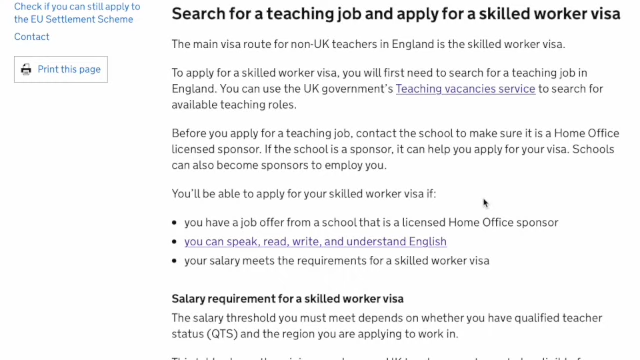 Check if you can still apply to
the EU Settlement Scheme
Contact
Print this page
Search for a teaching job and apply for a skilled worker visa
The main visa route for non-UK teachers in England is the skilled worker visa.
To apply for a skilled worker visa, you will first need to search for a teaching job in
England. You can use the UK government's Teaching vacancies service to search for
available teaching roles.
Before you apply for a teaching job, contact the school to make sure it is a Home Office
licensed sponsor. If the school is a sponsor, it can help you apply for your visa. Schools
can also become sponsors to employ you.
You'll be able to apply for your skilled worker visa if:
• you have a job offer from a school that is a licensed Home Office sponsor
• you can speak, read, write, and understand English
• your salary meets the requirements for a skilled worker visa
Salary requirement for a skilled worker visa
The salary threshold you must meet depends on whether you have qualified teacher
status (QTS) and the region you are applying to work in.